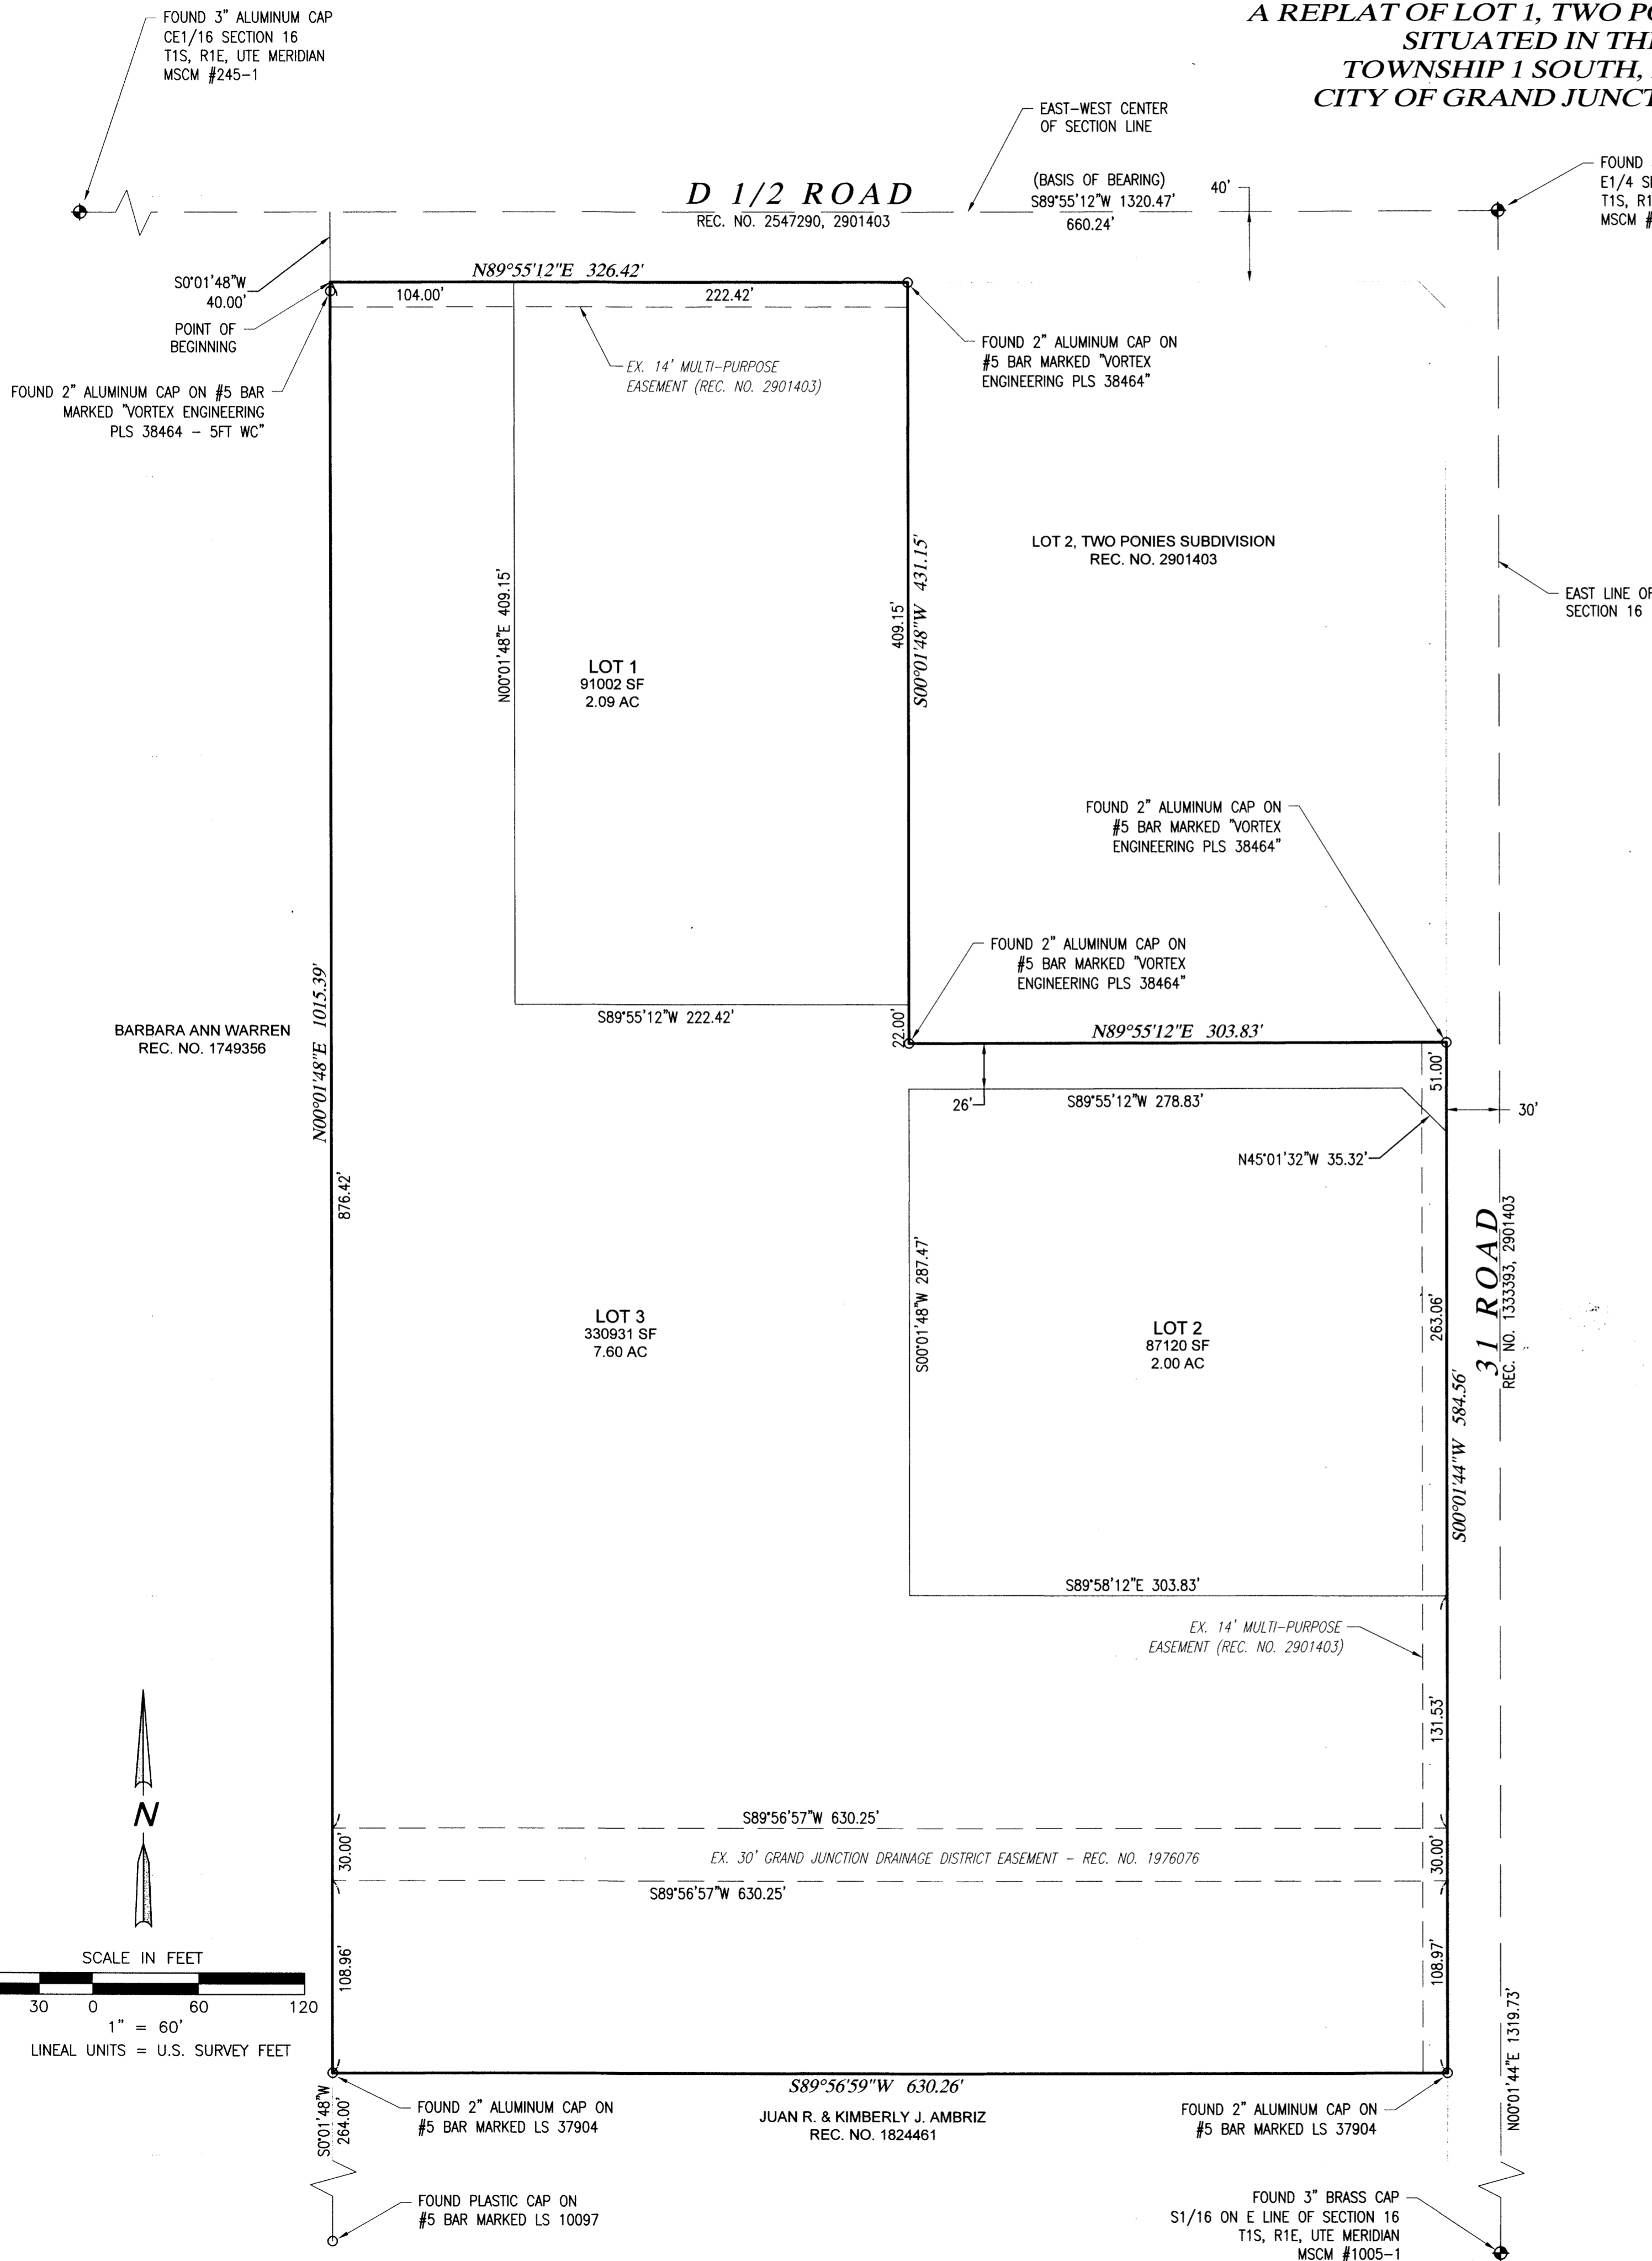 FOUND 3" ALUMINUM CAP
CE1/16 SECTION 16
T1S, R1E, UTE MERIDIAN
MSCM #245-1
A REPLAT OF LOT 1, TWO
SITUATED IN
TOWNSHIP 1 SOUTH,
CITY OF GRAND
EAST-WEST CENTER
OF SECTION LINE
FOUND
E1/4
T1S,
MSCM #
D 1/2 ROAD
REC. NO. 2547290, 2901403
(BASIS OF BEARING)
S89°55'12"W 1320.47'
660.24'
40'
S0°01'48"W
40.00'
POINT OF
BEGINNING
N89°55'12"E 326.42'
104.00'
222.42'
FOUND 2" ALUMINUM CAP ON #5 BAR
MARKED "VORTEX ENGINEERING
PLS 38464 - 5FT WC"
EX. 14' MULTI-PURPOSE
EASEMENT (REC. NO. 2901403)
FOUND 2" ALUMINUM CAP ON
#5 BAR MARKED "VORTEX
ENGINEERING PLS 38464"
LOT 2, TWO PONIES SUBDIVISION
REC. NO. 2901403
EAST LINE OF
SECTION 16
N00°01'48"E 409.15'
409.15'
S00°01'48"W 431.15'
LOT 1
91002 SF
2.09 AC
FOUND 2" ALUMINUM CAP ON
#5 BAR MARKED "VORTEX
ENGINEERING PLS 38464"
FOUND 2" ALUMINUM CAP ON
#5 BAR MARKED "VORTEX
ENGINEERING PLS 38464"
S89°55'12"W 222.42'
22.00'
N89°55'12"E 303.83'
BARBARA ANN WARREN
REC. NO. 1749356
N00°01'48"E 1015.39'
876.42'
26'
S89°55'12"W 278.83'
51.00'
30'
N45°01'32"W 35.32'
31 ROAD
REC. NO. 1333393, 2901403
S00°01'48"W 287.47'
263.06'
LOT 3
330931 SF
7.60 AC
LOT 2
87120 SF
2.00 AC
S00°01'44"W 584.56'
S89°58'12"E 303.83'
EX. 14' MULTI-PURPOSE
EASEMENT (REC. NO. 2901403)
131.53'
N
S89°56'57"W 630.25'
30.00'
EX. 30' GRAND JUNCTION DRAINAGE DISTRICT EASEMENT - REC. NO. 1976076
30.00'
S89°56'57"W 630.25'
SCALE IN FEET
30 0 60 120
1" = 60'
LINEAL UNITS = U.S. SURVEY FEET
108.96'
108.97'
N00°01'44"E 1319.73'
S89°56'59"W 630.26'
S0°01'48"W
264.00'
FOUND 2" ALUMINUM CAP ON
#5 BAR MARKED LS 37904
JUAN R. & KIMBERLY J. AMBRIZ
REC. NO. 1824461
FOUND 2" ALUMINUM CAP ON
#5 BAR MARKED LS 37904
FOUND PLASTIC CAP ON
#5 BAR MARKED LS 10097
FOUND 3" BRASS CAP
S1/16 ON E LINE OF SECTION 16
T1S, R1E, UTE MERIDIAN
MSCM #1005-1